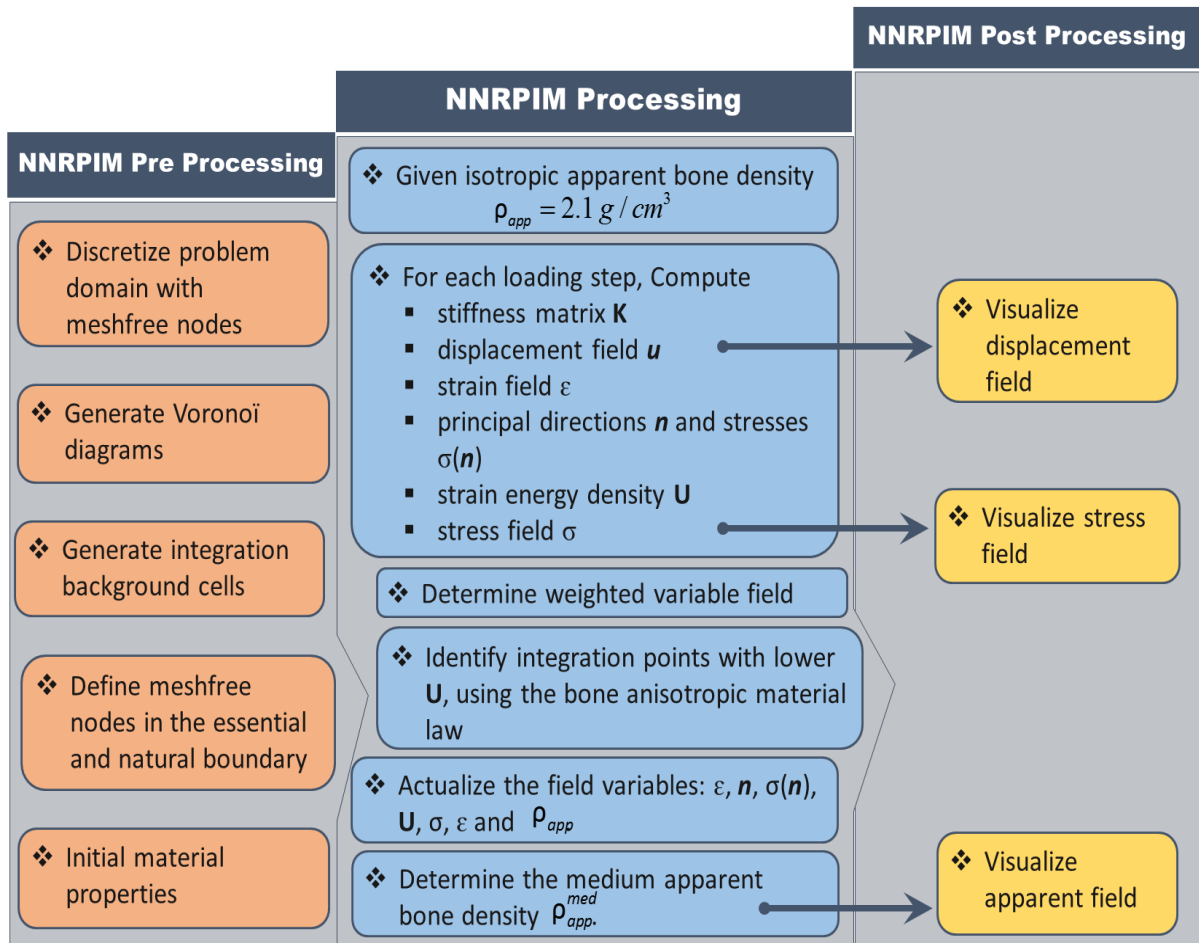 NNRPIM Pre Processing
❖ Discretize problem
domain with
meshfree nodes
❖ Generate Voronoï
diagrams
❖ Generate integration
background cells
❖ Define meshfree
nodes in the essential
and natural boundary
❖ Initial material
properties
NNRPIM Processing
❖ Given isotropic apparent bone density
ρ_app = 2.1 g / cm³
❖ For each loading step, Compute
▪ stiffness matrix K
▪ displacement field u
▪ strain field ε
▪ principal directions n and stresses
σ(n)
▪ strain energy density U
▪ stress field σ
❖ Determine weighted variable field
❖ Identify integration points with lower
U, using the bone anisotropic material
law
❖ Actualize the field variables: ε, n, σ(n),
U, σ, ε and ρ_app
❖ Determine the medium apparent
bone density ρ_app^med.
NNRPIM Post Processing
❖ Visualize
displacement
field
❖ Visualize stress
field
❖ Visualize
apparent field